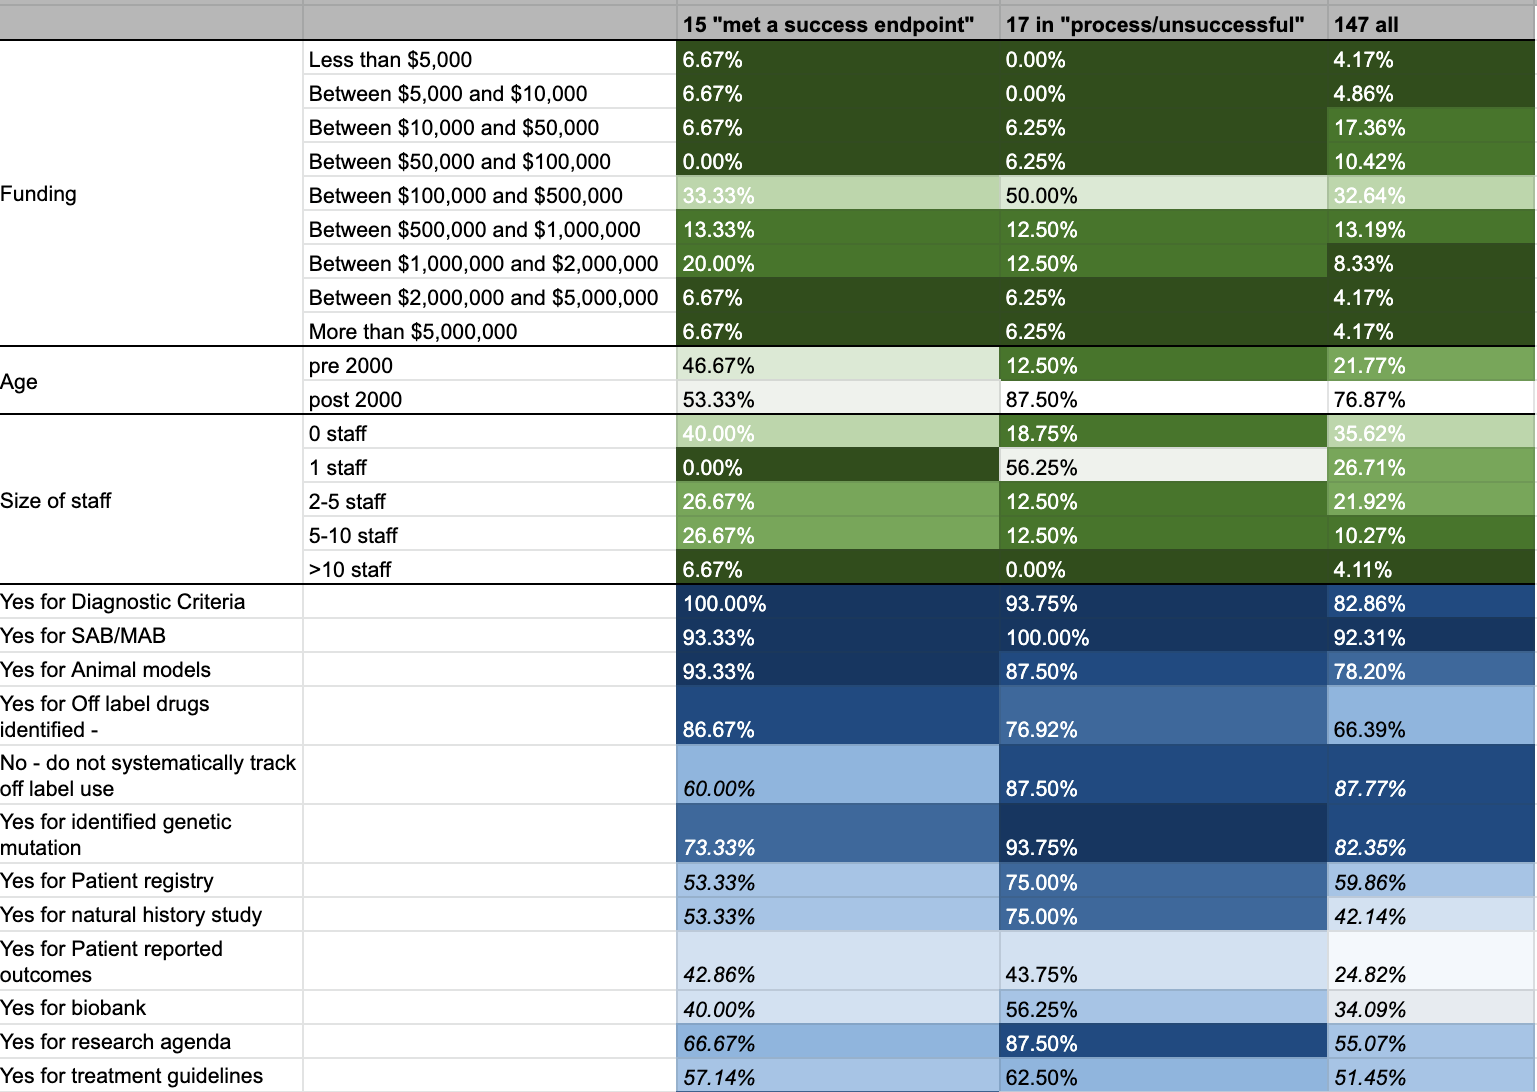 15 "met a success endpoint" 17 in "process/unsuccessful" 147 all
Less than $5,000 6.67% 0.00% 4.17%
Between $5,000 and $10,000 6.67% 0.00% 4.86%
Between $10,000 and $50,000 6.67% 6.25% 17.36%
Between $50,000 and $100,000 0.00% 6.25% 10.42%
Funding Between $100,000 and $500,000 33.33% 50.00% 32.64%
Between $500,000 and $1,000,000 13.33% 12.50% 13.19%
Between $1,000,000 and $2,000,000 20.00% 12.50% 8.33%
Between $2,000,000 and $5,000,000 6.67% 6.25% 4.17%
More than $5,000,000 6.67% 6.25% 4.17%
Age pre 2000 46.67% 12.50% 21.77%
post 2000 53.33% 87.50% 76.87%
0 staff 40.00% 18.75% 35.62%
1 staff 0.00% 56.25% 26.71%
Size of staff 2-5 staff 26.67% 12.50% 21.92%
5-10 staff 26.67% 12.50% 10.27%
>10 staff 6.67% 0.00% 4.11%
Yes for Diagnostic Criteria 100.00% 93.75% 82.86%
Yes for SAB/MAB 93.33% 100.00% 92.31%
Yes for Animal models 93.33% 87.50% 78.20%
Yes for Off label drugs
identified - 86.67% 76.92% 66.39%
No - do not systematically track
off label use 60.00% 87.50% 87.77%
Yes for identified genetic
mutation 73.33% 93.75% 82.35%
Yes for Patient registry 53.33% 75.00% 59.86%
Yes for natural history study 53.33% 75.00% 42.14%
Yes for Patient reported
outcomes 42.86% 43.75% 24.82%
Yes for biobank 40.00% 56.25% 34.09%
Yes for research agenda 66.67% 87.50% 55.07%
Yes for treatment guidelines 57.14% 62.50% 51.45%